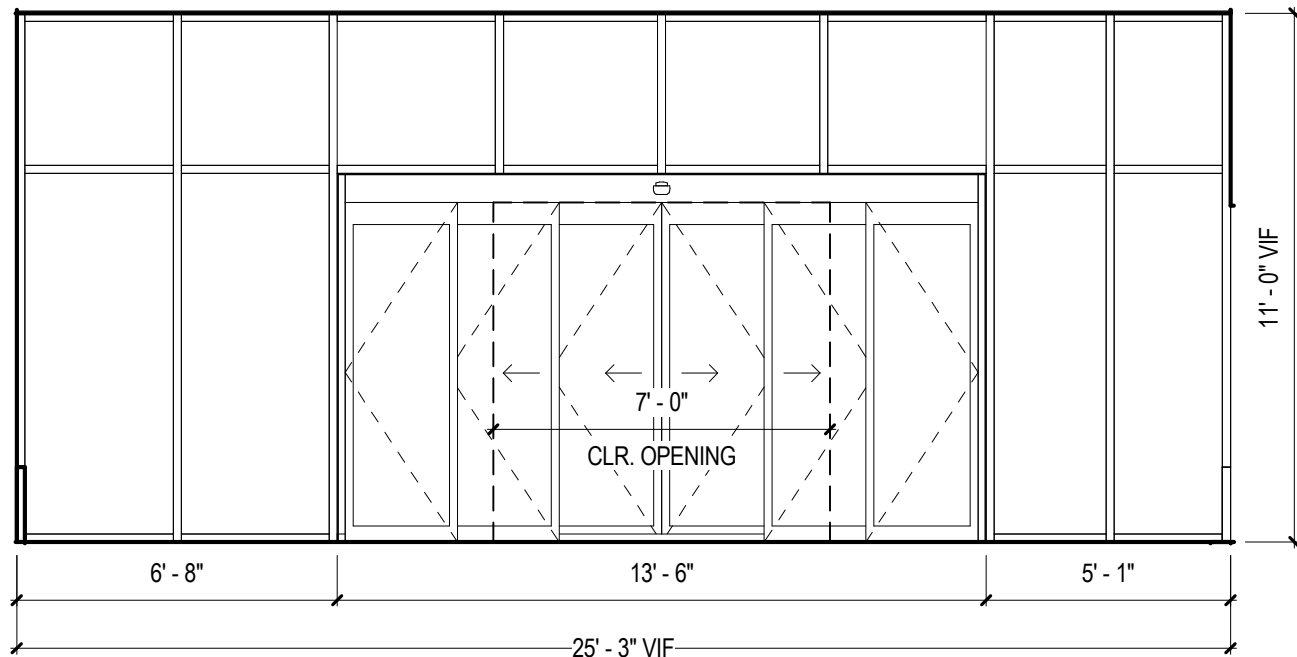 11' - 0" VIF
7' - 0"
CLR. OPENING
6' - 8"
13' - 6"
5' - 1"
25' - 3" VIF